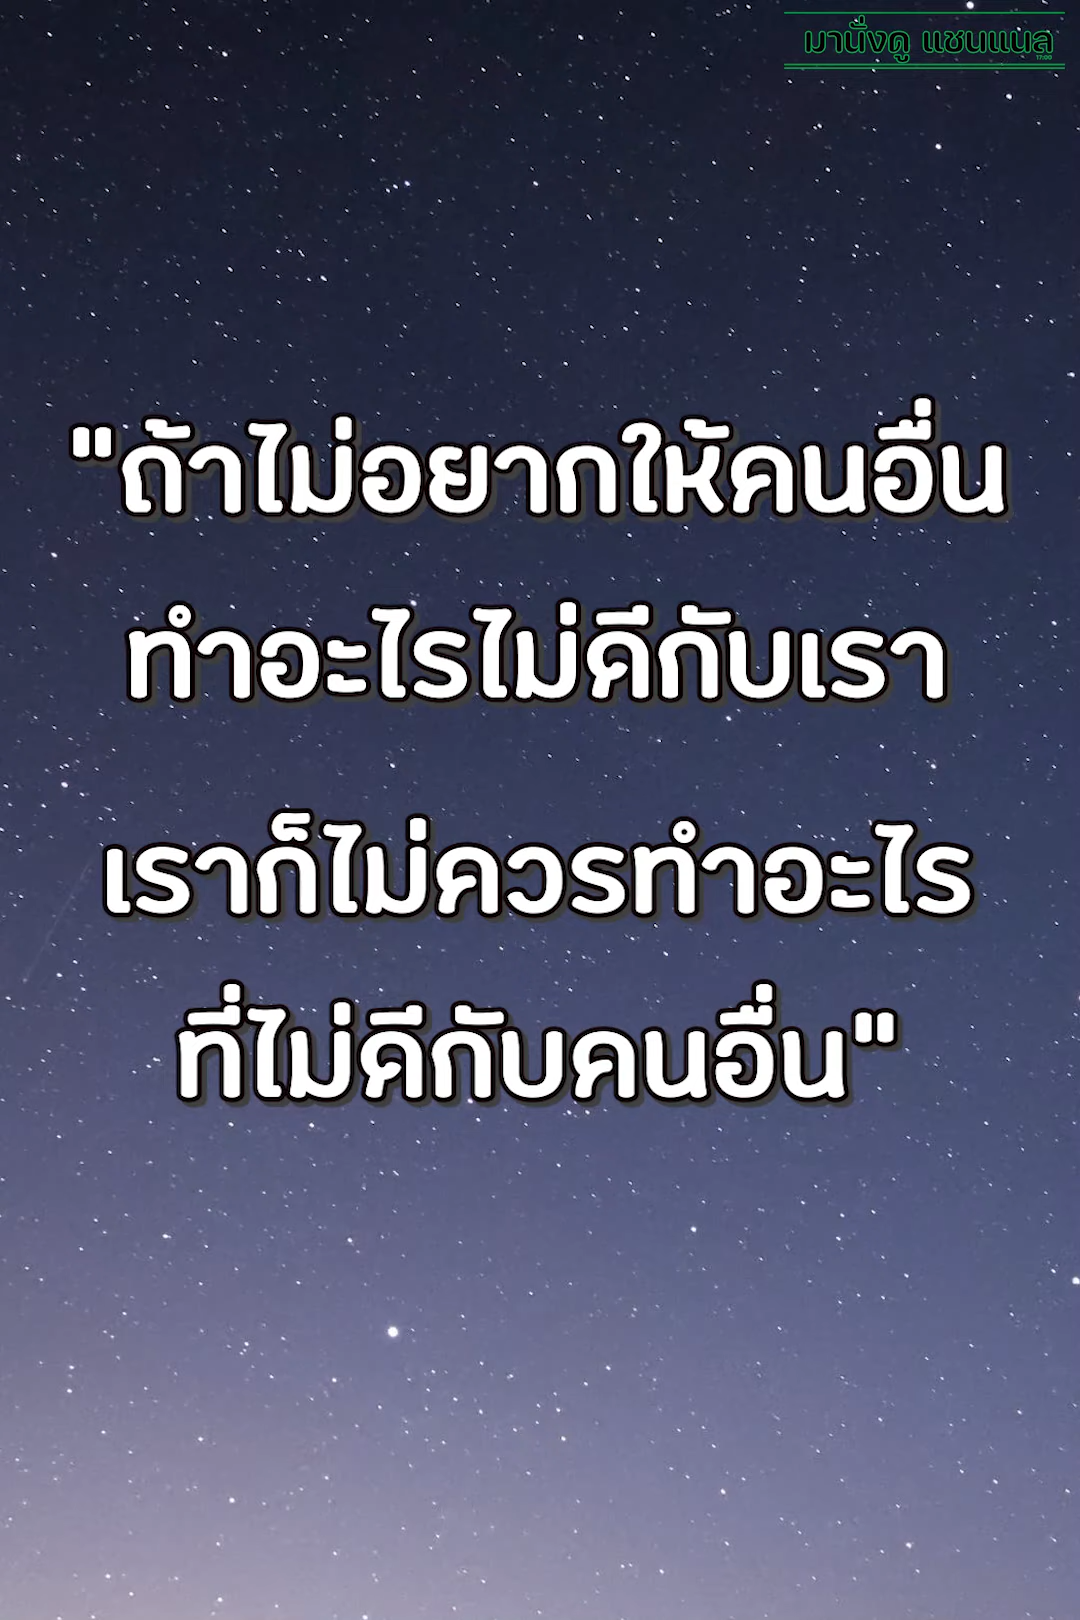 มานั่งดู แชนแนล
17:00
"ถ้าไม่อยากให้คนอื่น
ทำอะไรไม่ดีกับเรา
เราก็ไม่ควรทำอะไร
ที่ไม่ดีกับคนอื่น"